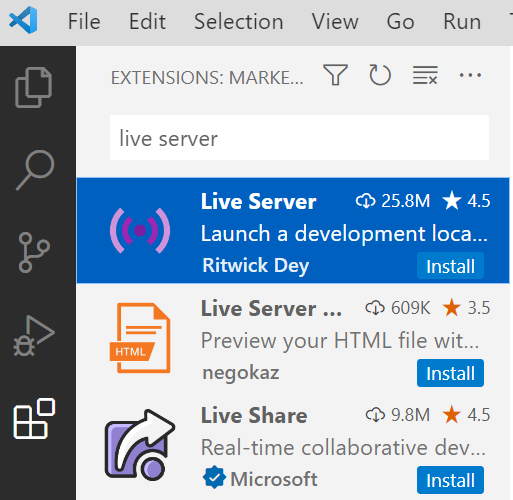 File Edit Selection View Go Run
EXTENSIONS: MARKE...
live server
Live Server 25.8M 4.5
Launch a development loca...
Ritwick Dey Install
Live Server ... 609K 3.5
Preview your HTML file wit...
negokaz Install
HTML
Live Share 9.8M 4.5
Real-time collaborative dev...
Microsoft Install